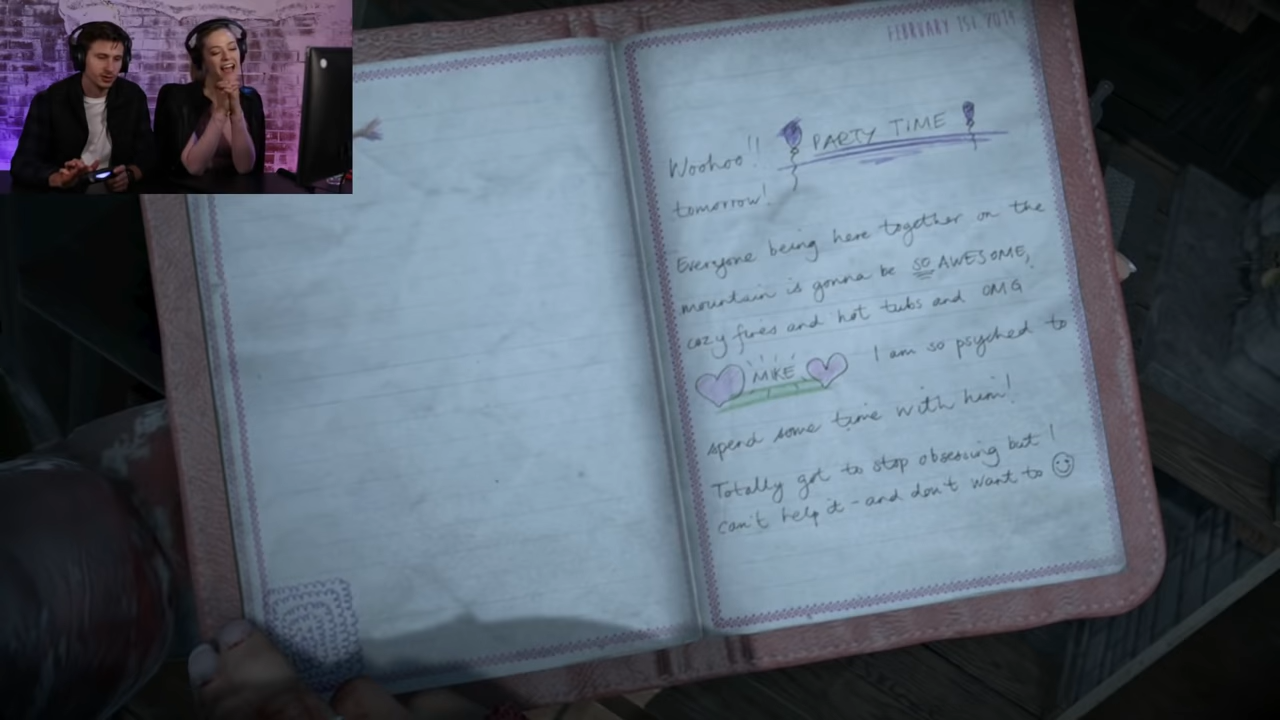 FEBRUARY 1st, 2014
Woohoo!! PARTY TIME
tomorrow!
Everyone being here together on the
mountain is gonna be so AWESOME,
cozy fires and hot tubs and OMG
MIKE I am so psyched to
spend some time with him!
Totally got to stop obsessing but I
can't help it - and don't want to